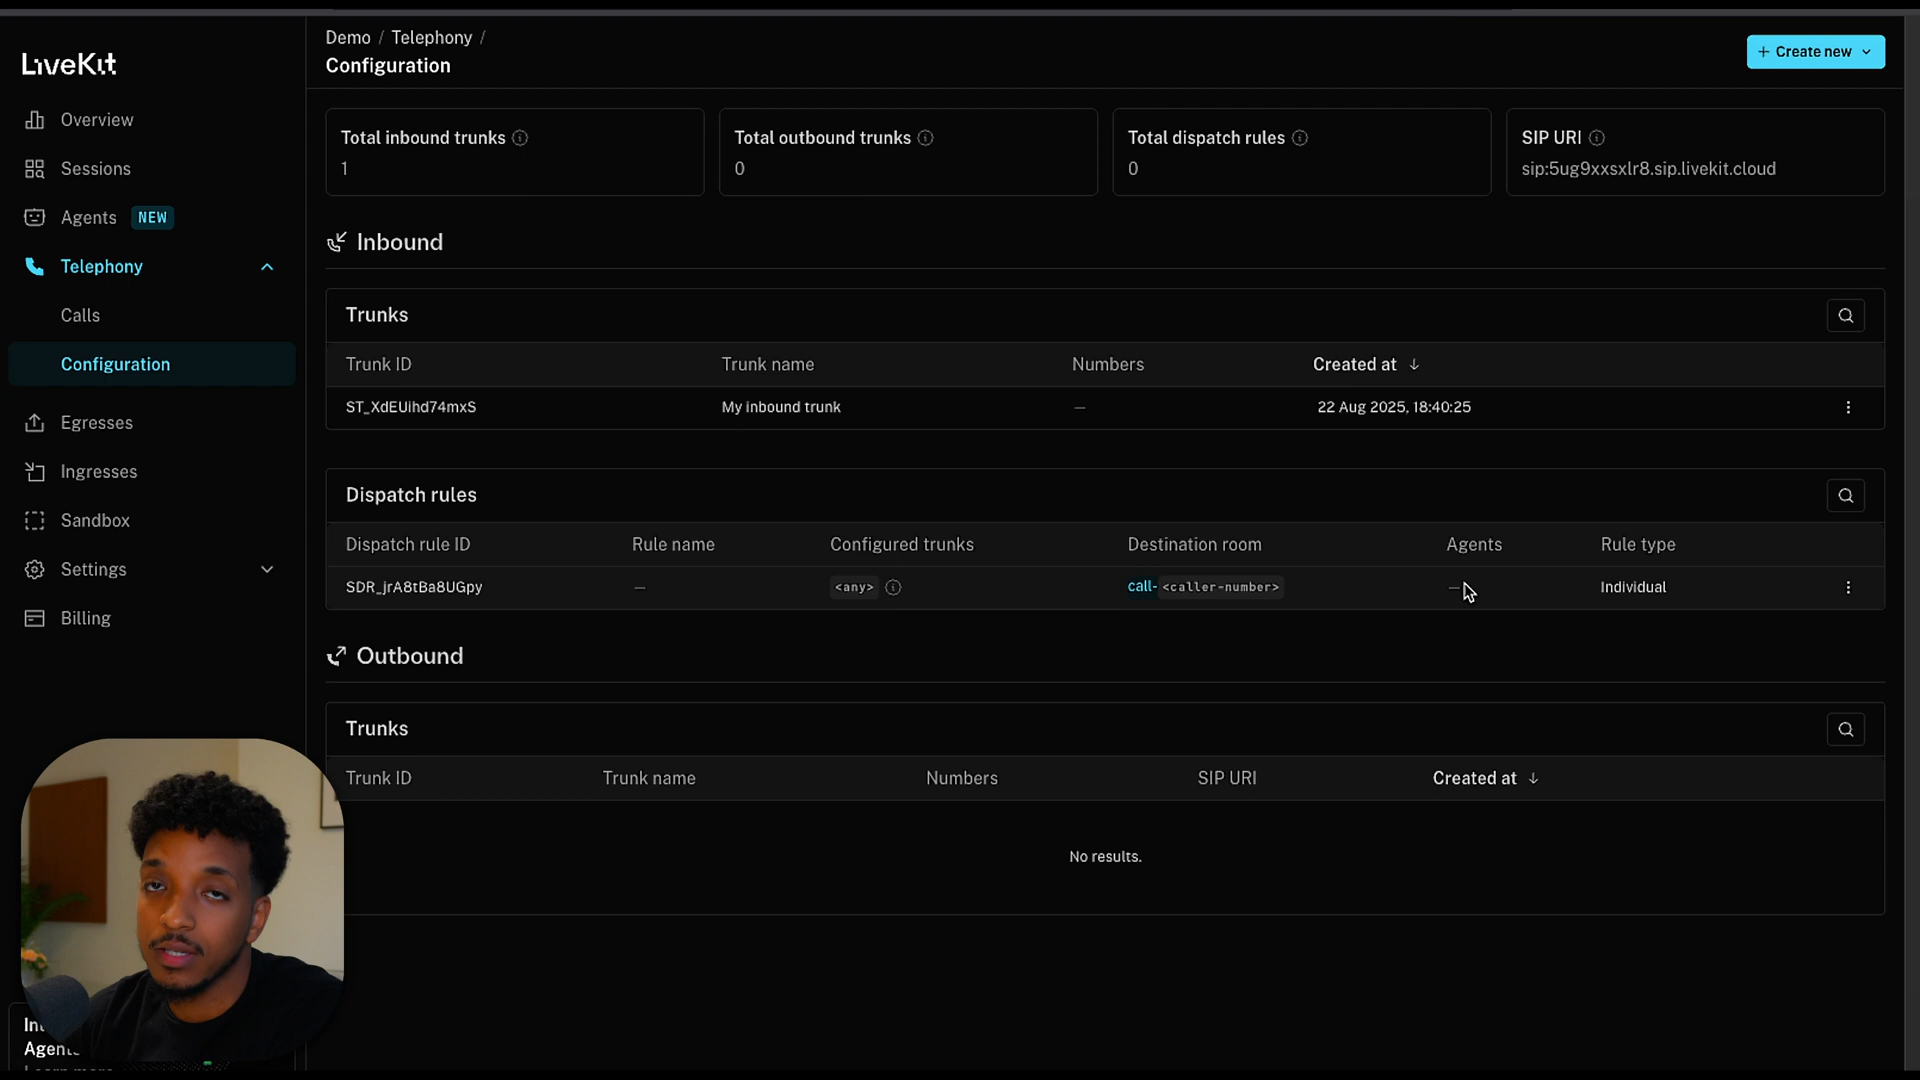 LiveKit
Overview
Sessions
Agents NEW
Telephony
Calls
Configuration
Egresses
Ingresses
Sandbox
Settings
Billing
Demo / Telephony /
Configuration
+ Create new
Total inbound trunks
1
Total outbound trunks
0
Total dispatch rules
0
SIP URI
sip:5ug9xxsxlr8.sip.livekit.cloud
Inbound
Trunks
Trunk ID Trunk name Numbers Created at ↓
ST_XdEUihd74mxS My inbound trunk — 22 Aug 2025, 18:40:25
Dispatch rules
Dispatch rule ID Rule name Configured trunks Destination room Agents Rule type
SDR_jrA8tBa8UGpy — <any> call-<caller-number> — Individual
Outbound
Trunks
Trunk ID Trunk name Numbers SIP URI Created at ↓
No results.